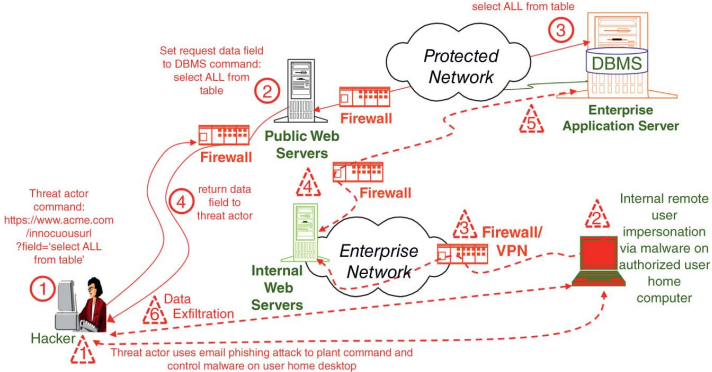 select ALL from table
3
Set request data field
to DBMS command:
select ALL from
table
2
Protected
Network
DBMS
Firewall
Enterprise
Application Server
5
Public Web
Servers
Firewall
Threat actor
command:
https://www.acme.com
/innocuousurl
?field='select ALL
from table'
4
return data
field to
threat actor
4
Firewall
3
Firewall/
VPN
2
Internal remote
user
impersonation
via malware on
authorized user
home
computer
Enterprise
Network
Internal
Web
Servers
1
Hacker
6
Data
Exfiltration
1
Threat actor uses email phishing attack to plant command and
control malware on user home desktop